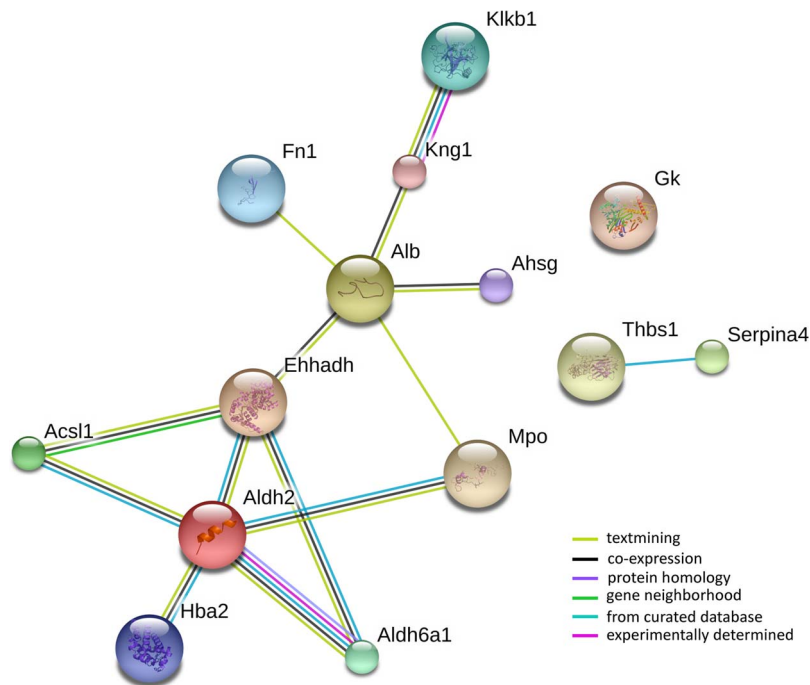 Klkb1
Fn1
Kng1
Gk
Alb
Ahsg
Thbs1
Serpina4
Ehhadh
Acsl1
Mpo
Aldh2
Hba2
Aldh6a1
textmining
co-expression
protein homology
gene neighborhood
from curated database
experimentally determined